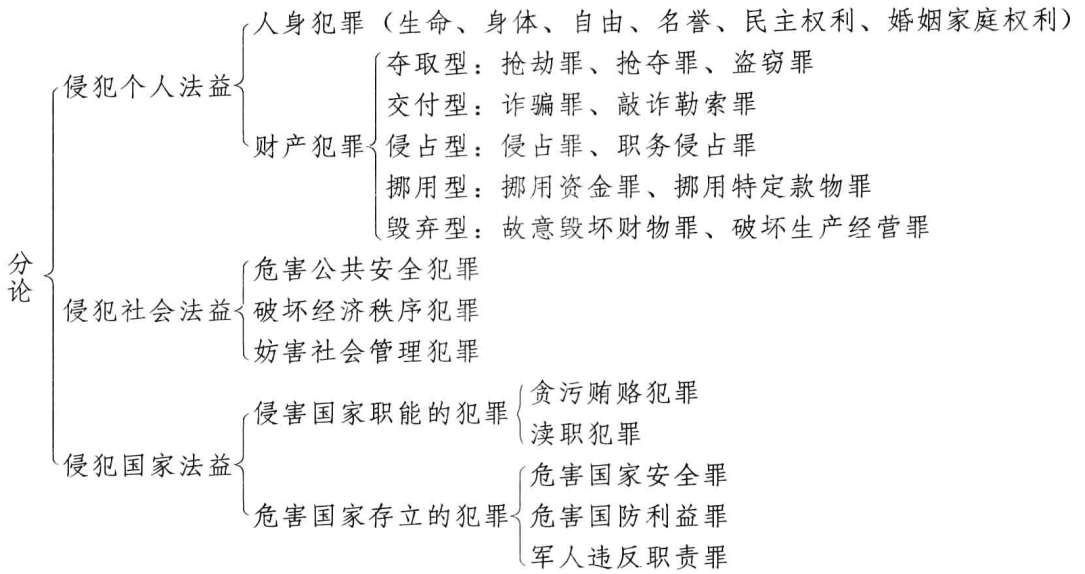 分论
侵犯个人法益
人身犯罪（生命、身体、自由、名誉、民主权利、婚姻家庭权利）
财产犯罪
夺取型：抢劫罪、抢夺罪、盗窃罪
交付型：诈骗罪、敲诈勒索罪
侵占型：侵占罪、职务侵占罪
挪用型：挪用资金罪、挪用特定款物罪
毁弃型：故意毁坏财物罪、破坏生产经营罪
侵犯社会法益
危害公共安全犯罪
破坏经济秩序犯罪
妨害社会管理犯罪
侵犯国家法益
侵害国家职能的犯罪
贪污贿赂犯罪
渎职犯罪
危害国家存立的犯罪
危害国家安全罪
危害国防利益罪
军人违反职责罪